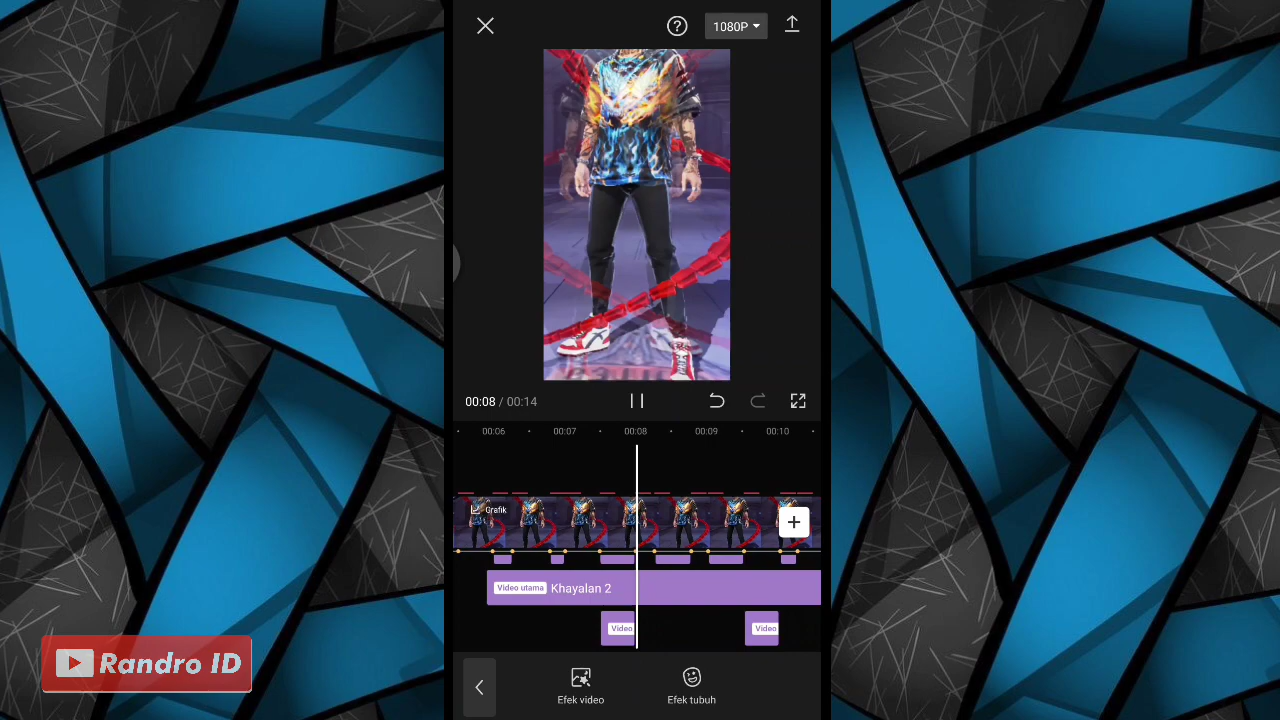 1080P
00:08 / 00:14
00:06 00:07 00:08 00:09 00:10
Grafik
Video utama Khayalan 2
Video Video
Randro ID
Efek video Efek tubuh